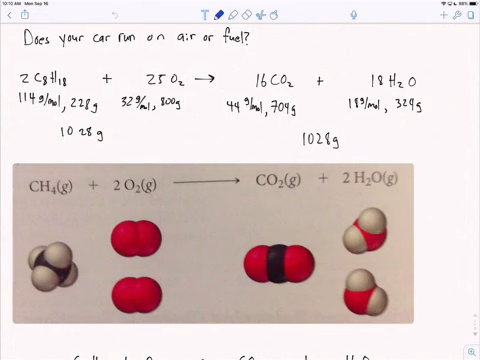 10:10 AM Mon Sep 16
88%
Does your car run on air or fuel?
2 C8H18 + 25 O2 → 16 CO2 + 18 H2O
114 g/mol, 228g 32 g/mol, 800g 44 g/mol, 704g 18 g/mol, 324g
1028 g
1028g
CH4(g) + 2 O2(g) → CO2(g) + 2 H2O(g)